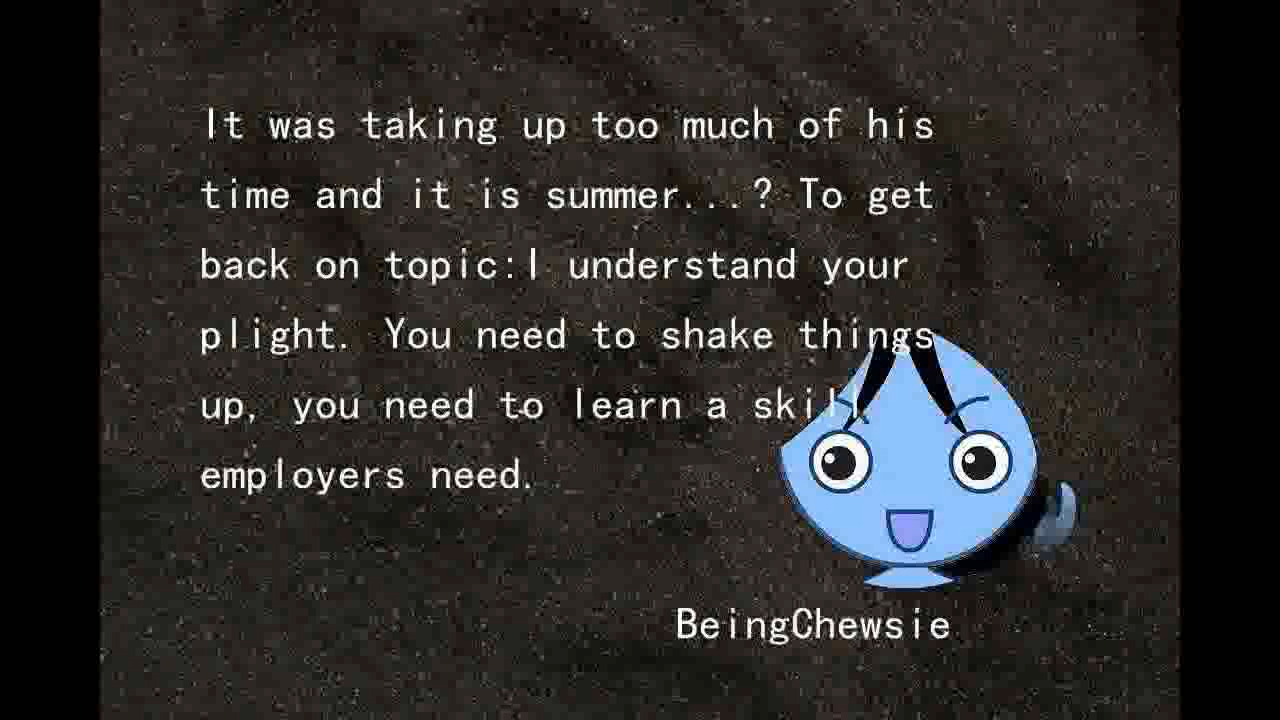 It was taking up too much of his
time and it is summer...? To get
back on topic:I understand your
plight. You need to shake things
up, you need to learn a skill
employers need.
BeingChewsie